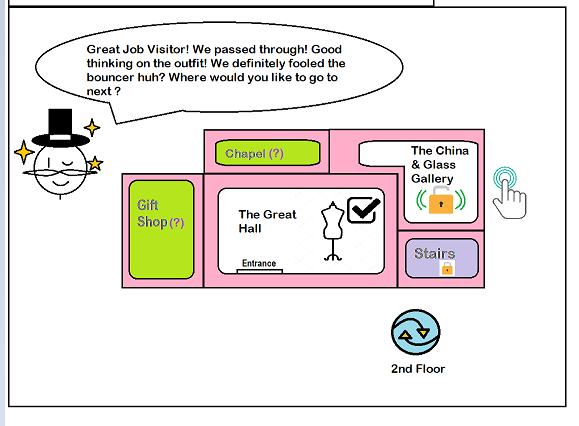 Great Job Visitor! We passed through! Good
thinking on the outfit! We definitely fooled the
bouncer huh? Where would you like to go to
next ?
Chapel (?)
The China
& Glass
Gallery
Gift
Shop(?)
The Great
Hall
Entrance
Stairs
2nd Floor